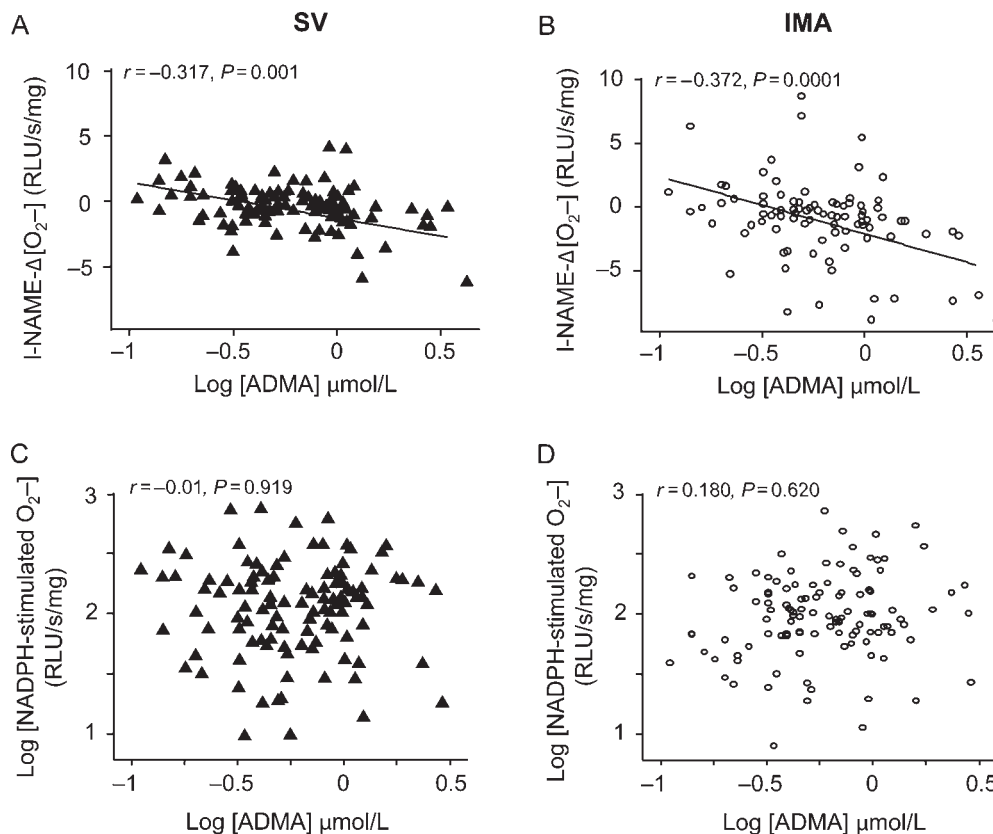 A
SV
r = –0.317, P = 0.001
l-NAME-Δ [O₂–] (RLU/s/mg)
10
5
0
–5
–1
–0.5
0
0.5
Log [ADMA] μmol/L
B
IMA
r = –0.372, P = 0.0001
l-NAME-Δ [O₂–] (RLU/s/mg)
10
5
0
–5
–1
–0.5
0
0.5
Log [ADMA] μmol/L
C
r = –0.01, P = 0.919
Log [NADPH-stimulated O₂–]
(RLU/s/mg)
3
2
1
–1
–0.5
0
0.5
Log [ADMA] μmol/L
D
r = 0.180, P = 0.620
Log [NADPH-stimulated O₂–]
(RLU/s/mg)
3
2
1
–1
–0.5
0
0.5
Log [ADMA] μmol/L